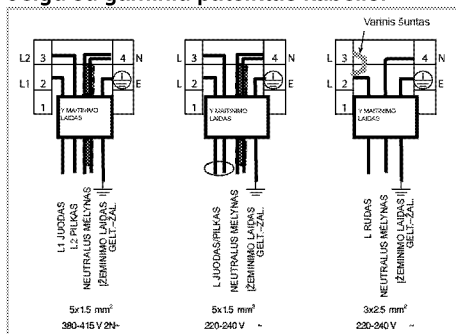 Varinis šuntas
L2 3 4 N
L1 2 E
1
Y MAITINIMO
LAIDAS
L1 JUODAS
L2 PILKAS
NEUTRALUS MĖLYNAS
ĮŽEMINIMO LAIDAS
GELT.–ŽAL.
5x1.5 mm²
380-415 V 2N~
L 3 4 N
L 2 E
1
Y MAITINIMO
LAIDAS
L JUODAS/PILKAS
NEUTRALUS MĖLYNAS
ĮŽEMINIMO LAIDAS
GELT.–ŽAL.
5x1.5 mm²
220-240 V ~
L 3 4 N
L 2 E
1
Y MAITINIMO
LAIDAS
L RUDAS
NEUTRALUS MĖLYNAS
ĮŽEMINIMO LAIDAS
GELT.–ŽAL.
3x2.5 mm²
220-240 V ~